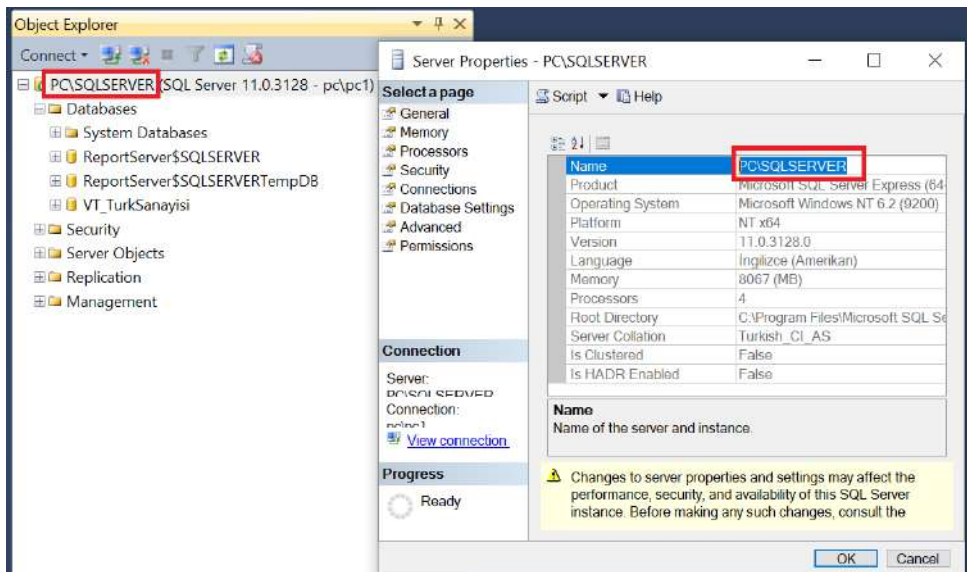 Object Explorer
Connect
PC\SQLSERVER (SQL Server 11.0.3128 - pc\pc1)
Databases
System Databases
ReportServer$SQLSERVER
ReportServer$SQLSERVERTempDB
VT_TurkSanayisi
Security
Server Objects
Replication
Management
Server Properties - PC\SQLSERVER
Select a page
General
Memory
Processors
Security
Connections
Database Settings
Advanced
Permissions
Connection
Server:
PC\SQLSERVER
Connection:
pc\pc1
View connection
Progress
Ready
Script Help
Name PC\SQLSERVER
Product Microsoft SQL Server Express (64-
Operating System Microsoft Windows NT 6.2 (9200)
Platform NT x64
Version 11.0.3128.0
Language İngilizce (Amerikan)
Memory 8067 (MB)
Processors 4
Root Directory C:\Program Files\Microsoft SQL Se
Server Collation Turkish_CI_AS
Is Clustered False
Is HADR Enabled False
Name
Name of the server and instance.
Changes to server properties and settings may affect the
performance, security, and availability of this SQL Server
instance. Before making any such changes, consult the
OK Cancel